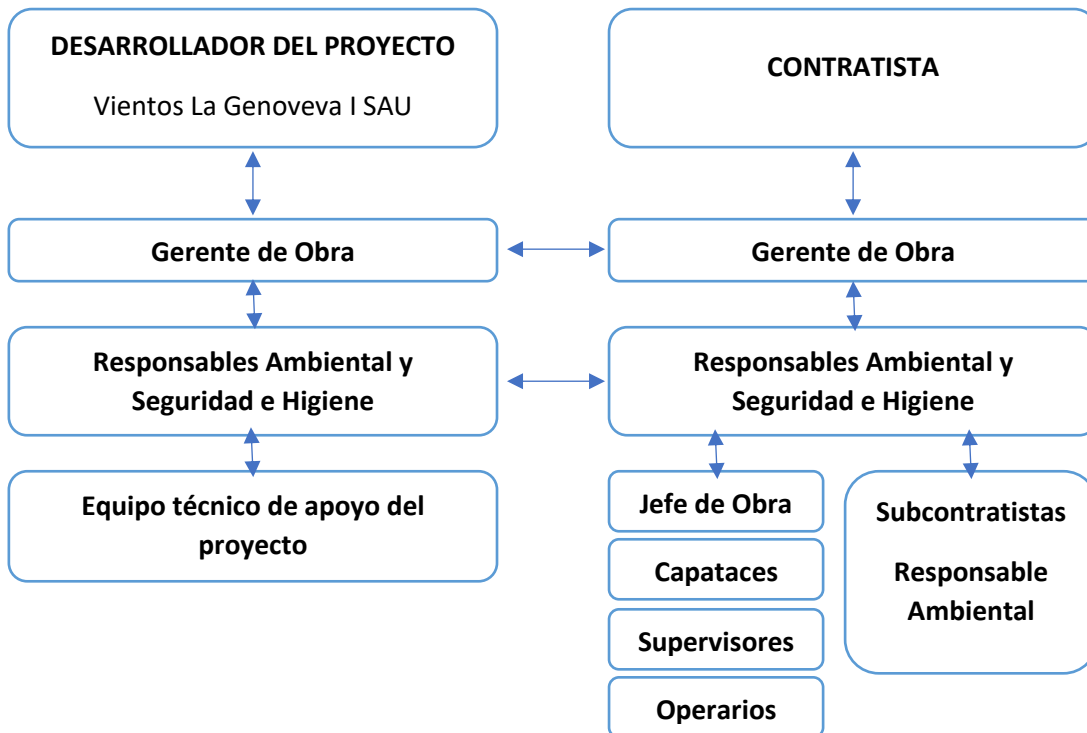 DESARROLLADOR DEL PROYECTO
Vientos La Genoveva I SAU
CONTRATISTA
Gerente de Obra
Gerente de Obra
Responsables Ambiental y
Seguridad e Higiene
Responsables Ambiental y
Seguridad e Higiene
Equipo técnico de apoyo del
proyecto
Jefe de Obra
Capataces
Supervisores
Operarios
Subcontratistas
Responsable
Ambiental